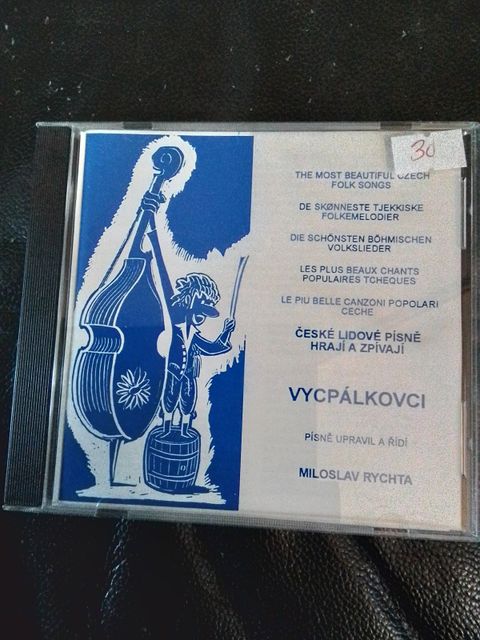 30
THE MOST BEAUTIFUL CZECH
FOLK SONGS
DE SKØNNESTE TJEKKISKE
FOLKEMELODIER
DIE SCHÖNSTEN BÖHMISCHEN
VOLKSLIEDER
LES PLUS BEAUX CHANTS
POPULAIRES TCHEQUES
LE PIU BELLE CANZONI POPOLARI
CECHE
ČESKÉ LIDOVÉ PÍSNĚ
HRAJÍ A ZPÍVAJÍ
VYCPÁLKOVCI
PÍSNĚ UPRAVIL A ŘÍDÍ
MILOSLAV RYCHTA